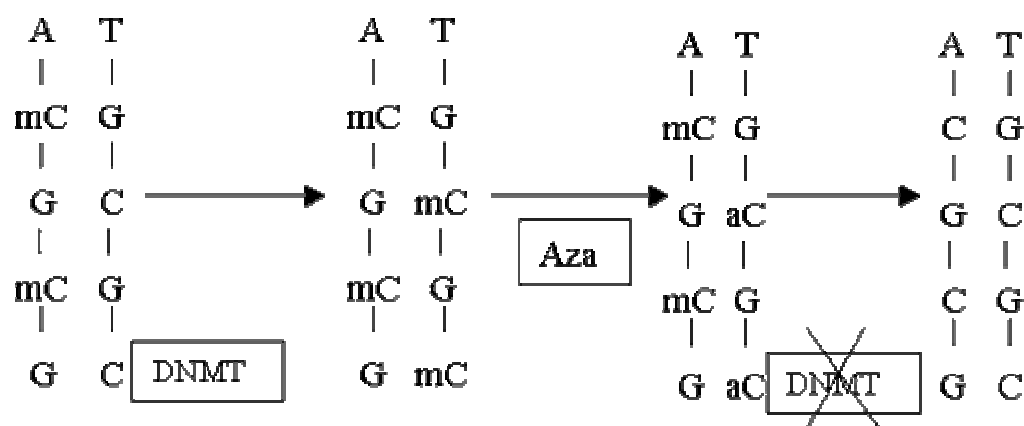 A T A T A T A T
mC G mC G mC G C G
G C G mC G aC G C
Aza
mC G mC G mC G C G
G C DNMT G mC G aC DNMT G C